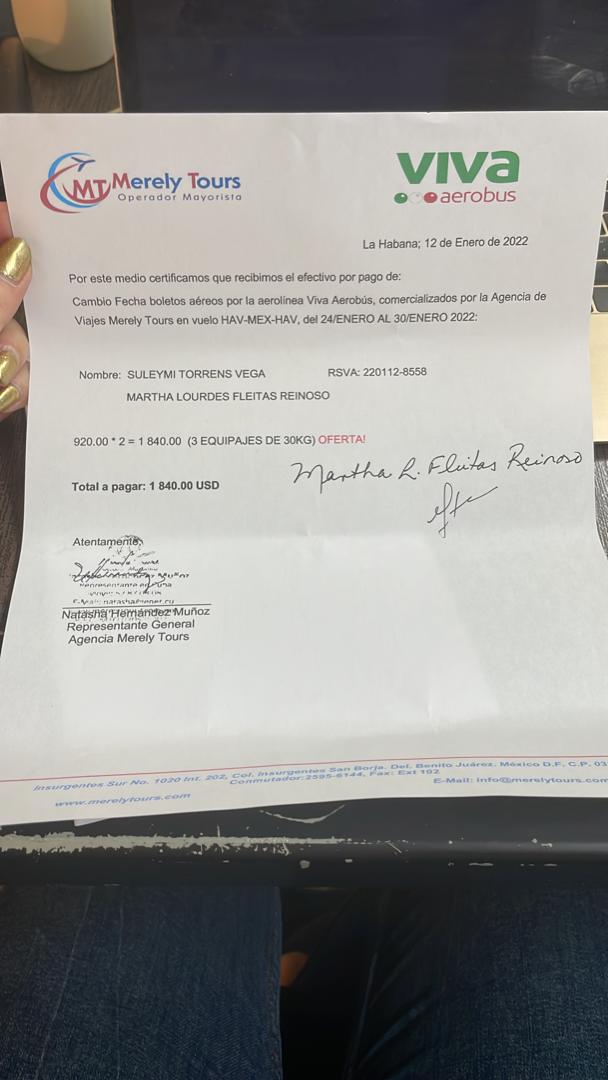 MT Merely Tours
Operador Mayorista
VIVA
aerobus
La Habana; 12 de Enero de 2022
Por este medio certificamos que recibimos el efectivo por pago de:
Cambio Fecha boletos aéreos por la aerolínea Viva Aerobús, comercializados por la Agencia de
Viajes Merely Tours en vuelo HAV-MEX-HAV, del 24/ENERO AL 30/ENERO 2022:
Nombre: SULEYMI TORRENS VEGA RSVA: 220112-8558
MARTHA LOURDES FLEITAS REINOSO
920.00 * 2 = 1 840.00 (3 EQUIPAJES DE 30KG) OFERTA!
Martha L. Fleitas Reinoso
Total a pagar: 1 840.00 USD
Atentamente,
Natasha Hernández Muñoz
Representante General
Agencia Merely Tours
Insurgentes Sur No. 1020 Int. 202, Col. Insurgentes San Borja. Del. Benito Juárez. México D.F. C.P. 03
Conmutador:2595-6144, Fax: Ext 102
E-Mail: info@merelytours.com
www.merelytours.com